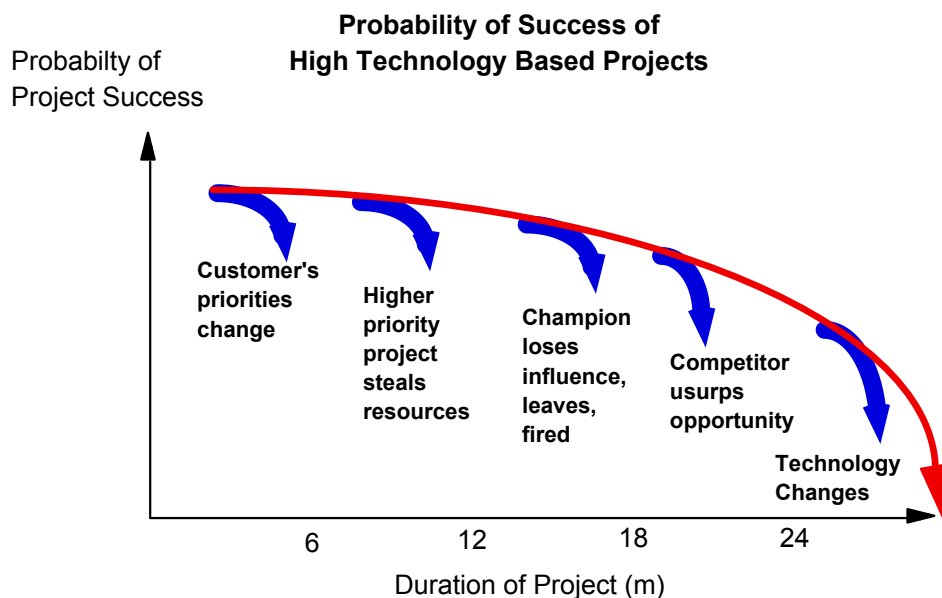 Probability of Success of
High Technology Based Projects
Probabilty of
Project Success
Customer's
priorities
change
Higher
priority
project
steals
resources
Champion
loses
influence,
leaves,
fired
Competitor
usurps
opportunity
Technology
Changes
6 12 18 24
Duration of Project (m)